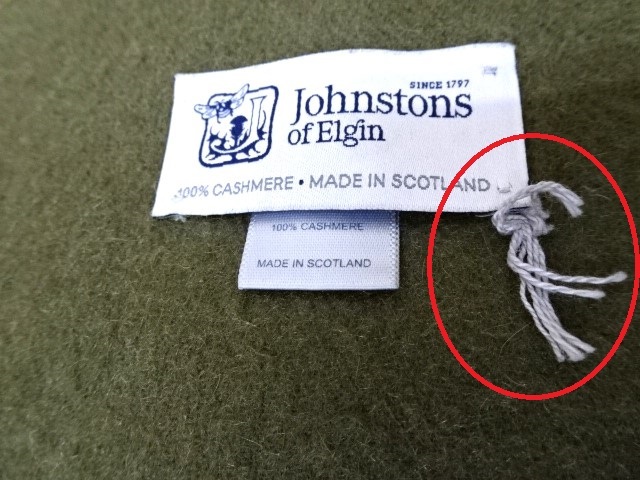 SINCE 1797
Johnstons
of Elgin
100% CASHMERE • MADE IN SCOTLAND
100% CASHMERE
MADE IN SCOTLAND